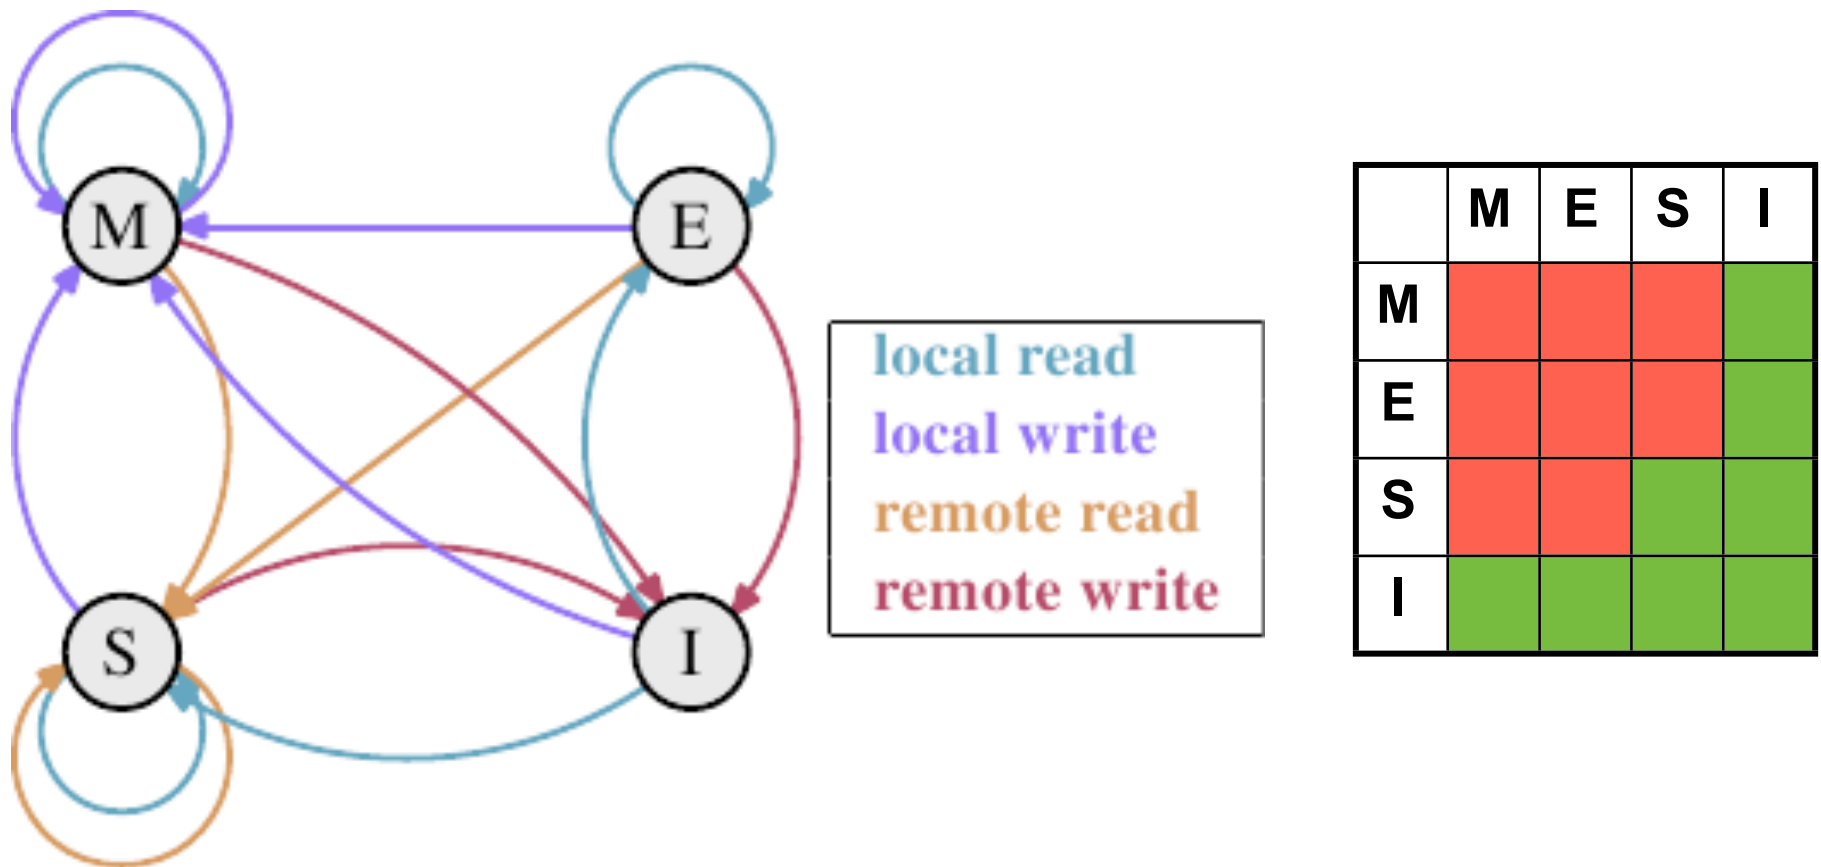 M
E
S
I
local read
local write
remote read
remote write
M E S I
M
E
S
I